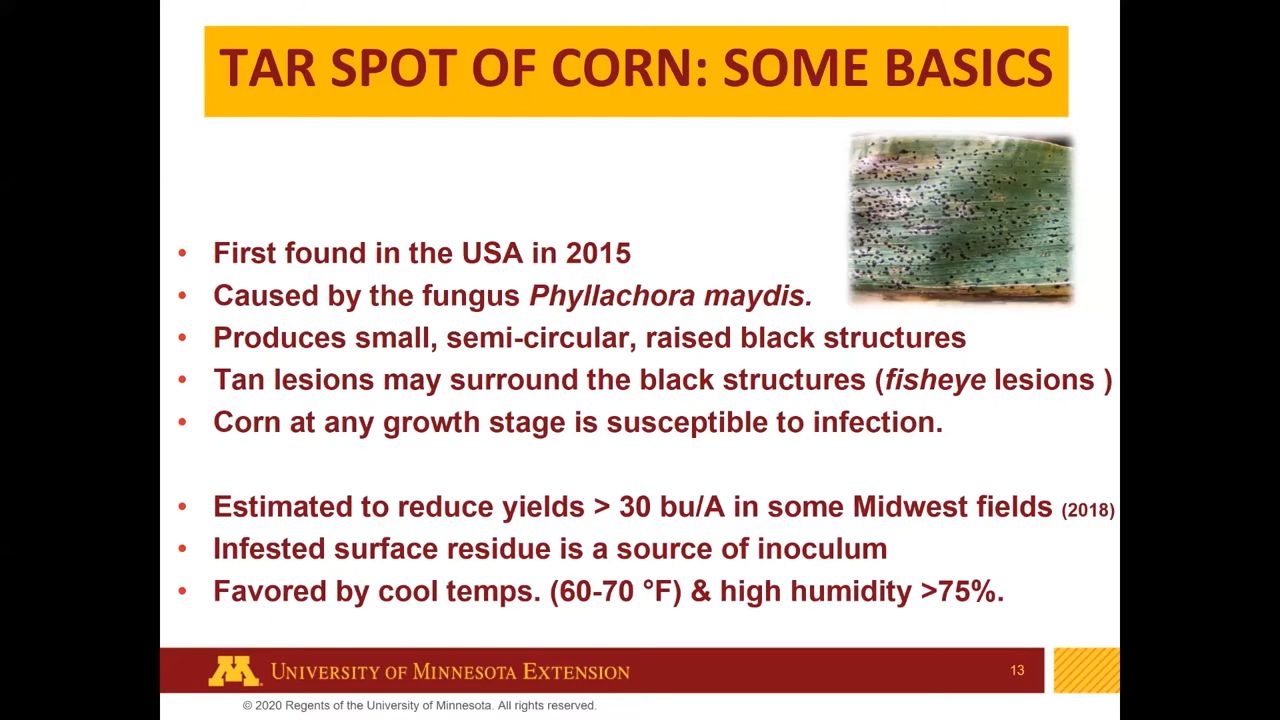 TAR SPOT OF CORN: SOME BASICS
• First found in the USA in 2015
• Caused by the fungus Phyllachora maydis.
• Produces small, semi-circular, raised black structures
• Tan lesions may surround the black structures (fisheye lesions )
• Corn at any growth stage is susceptible to infection.
• Estimated to reduce yields > 30 bu/A in some Midwest fields (2018)
• Infested surface residue is a source of inoculum
• Favored by cool temps. (60-70 °F) & high humidity >75%.
M UNIVERSITY OF MINNESOTA EXTENSION
13
© 2020 Regents of the University of Minnesota. All rights reserved.